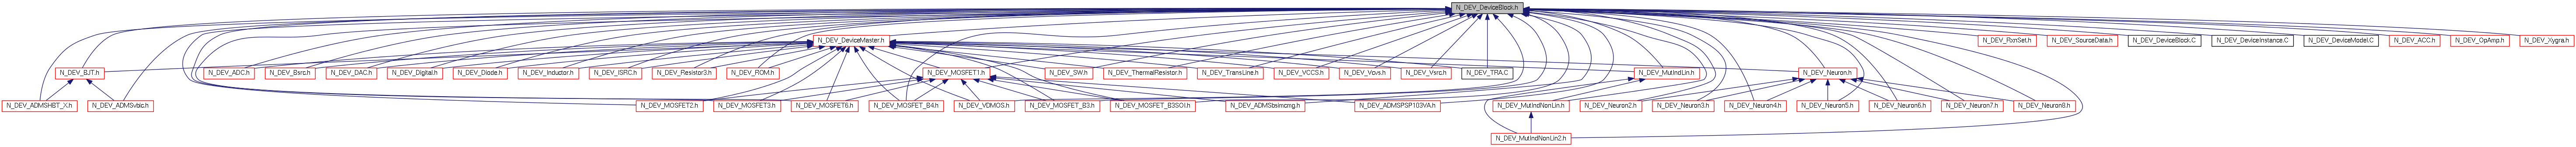 N_DEV_DeviceBlock.h
N_DEV_DeviceMaster.h
N_DEV_RxnSet.h
N_DEV_SourceData.h
N_DEV_DeviceBlock.C
N_DEV_DeviceInstance.C
N_DEV_DeviceModel.C
N_DEV_ACC.h
N_DEV_OpAmp.h
N_DEV_Xygra.h
N_DEV_BJT.h
N_DEV_ADC.h
N_DEV_Bsrc.h
N_DEV_DAC.h
N_DEV_Digital.h
N_DEV_Diode.h
N_DEV_Inductor.h
N_DEV_ISRC.h
N_DEV_Resistor3.h
N_DEV_ROM.h
N_DEV_MOSFET1.h
N_DEV_SW.h
N_DEV_ThermalResistor.h
N_DEV_TransLine.h
N_DEV_VCCS.h
N_DEV_Vcvs.h
N_DEV_Vsrc.h
N_DEV_TRA.C
N_DEV_MutIndLin.h
N_DEV_Neuron.h
N_DEV_ADMSHBT_X.h
N_DEV_ADMSvbic.h
N_DEV_MOSFET2.h
N_DEV_MOSFET3.h
N_DEV_MOSFET6.h
N_DEV_MOSFET_B4.h
N_DEV_VDMOS.h
N_DEV_MOSFET_B3.h
N_DEV_MOSFET_B3SOI.h
N_DEV_ADMSbsimcmg.h
N_DEV_ADMSPSP103VA.h
N_DEV_MutIndNonLin.h
N_DEV_Neuron2.h
N_DEV_Neuron3.h
N_DEV_Neuron4.h
N_DEV_Neuron5.h
N_DEV_Neuron6.h
N_DEV_Neuron7.h
N_DEV_Neuron8.h
N_DEV_MutIndNonLin2.h